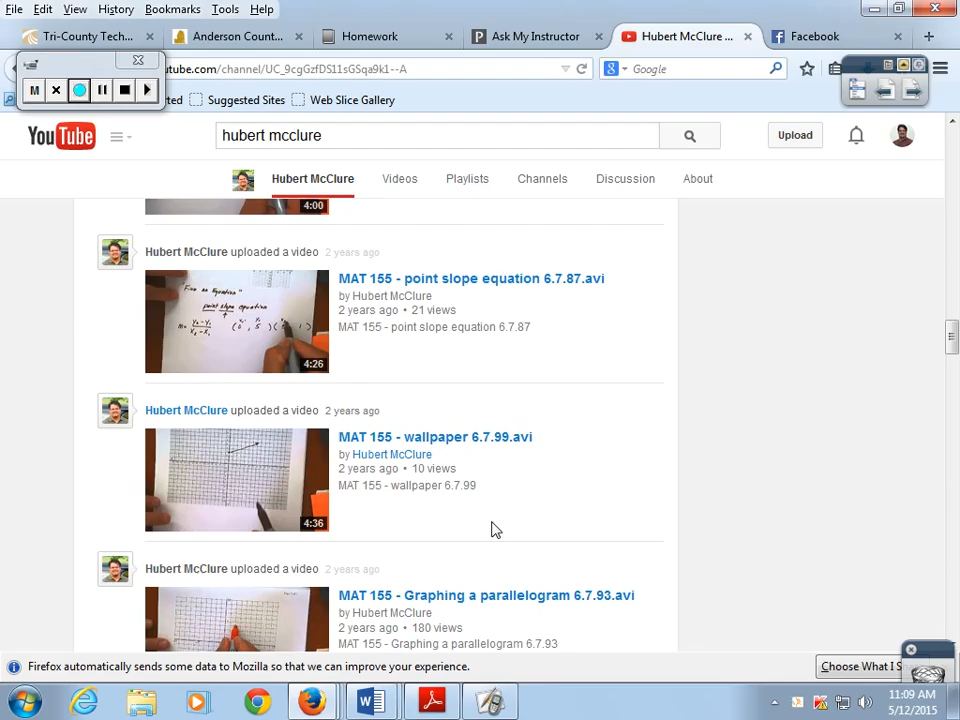 File Edit View History Bookmarks Tools Help
Tri-County Tech... Anderson Count... Homework Ask My Instructor Hubert McClure ... Facebook
utube.com/channel/UC_9cgGzfDS11sGSqa9k1--A Google
ted Suggested Sites Web Slice Gallery
M
YouTube hubert mcclure Upload
Hubert McClure Videos Playlists Channels Discussion About
4:00
Hubert McClure uploaded a video 2 years ago
MAT 155 - point slope equation 6.7.87.avi
by Hubert McClure
2 years ago • 21 views
MAT 155 - point slope equation 6.7.87
Find an Equation
point slope equation
4:26
Hubert McClure uploaded a video 2 years ago
MAT 155 - wallpaper 6.7.99.avi
by Hubert McClure
2 years ago • 10 views
MAT 155 - wallpaper 6.7.99
4:36
Hubert McClure uploaded a video 2 years ago
MAT 155 - Graphing a parallelogram 6.7.93.avi
by Hubert McClure
2 years ago • 180 views
MAT 155 - Graphing a parallelogram 6.7.93
Firefox automatically sends some data to Mozilla so that we can improve your experience. Choose What I S
11:09 AM
5/12/2015